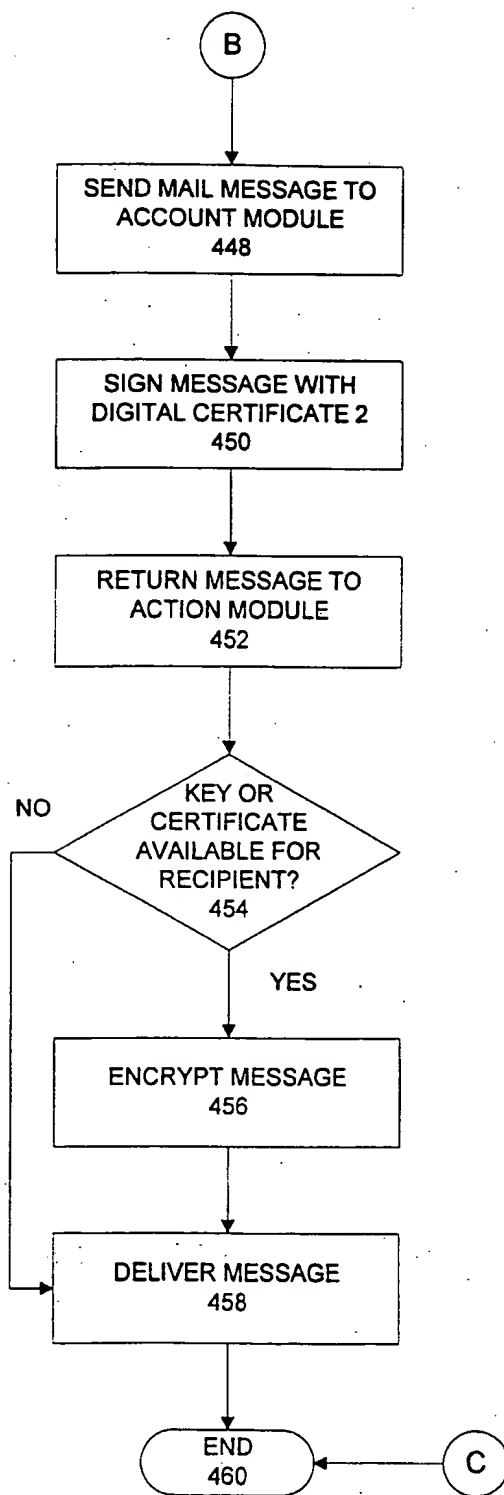 B
SEND MAIL MESSAGE TO
ACCOUNT MODULE
448
SIGN MESSAGE WITH
DIGITAL CERTIFICATE 2
450
RETURN MESSAGE TO
ACTION MODULE
452
NO
KEY OR
CERTIFICATE
AVAILABLE FOR
RECIPIENT?
454
YES
ENCRYPT MESSAGE
456
DELIVER MESSAGE
458
END
460
C